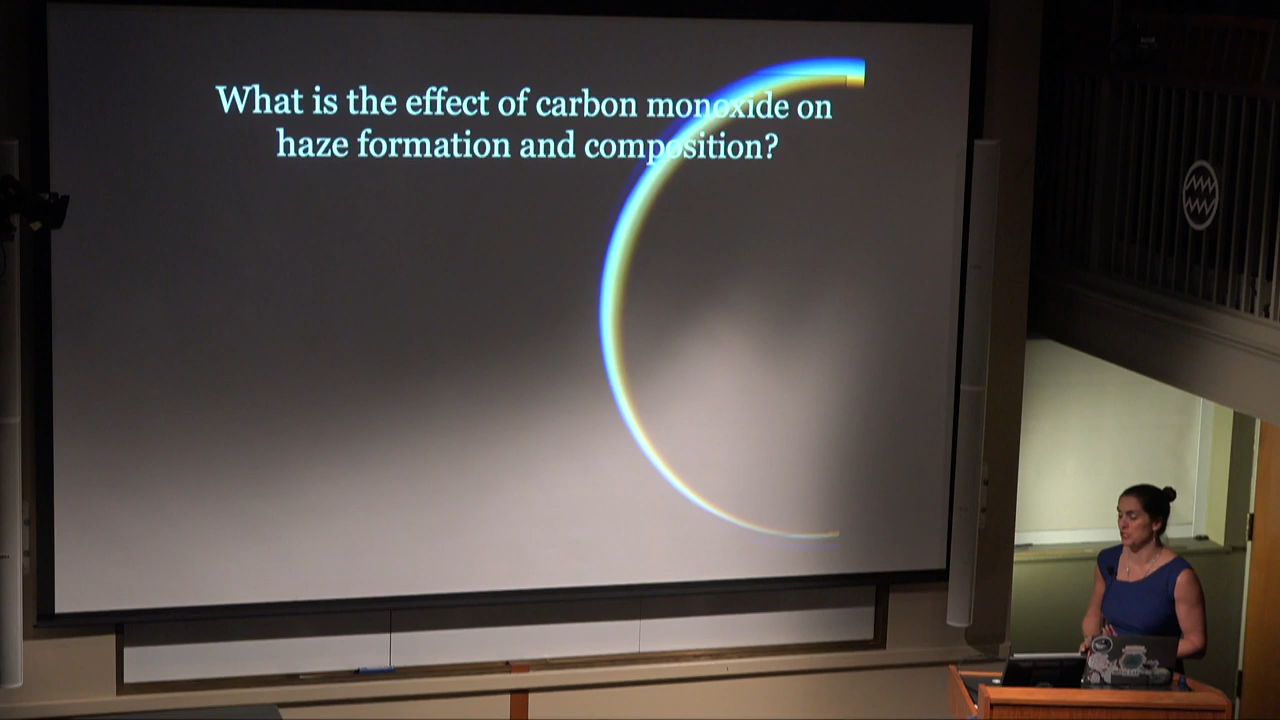 What is the effect of carbon monoxide on
haze formation and composition?